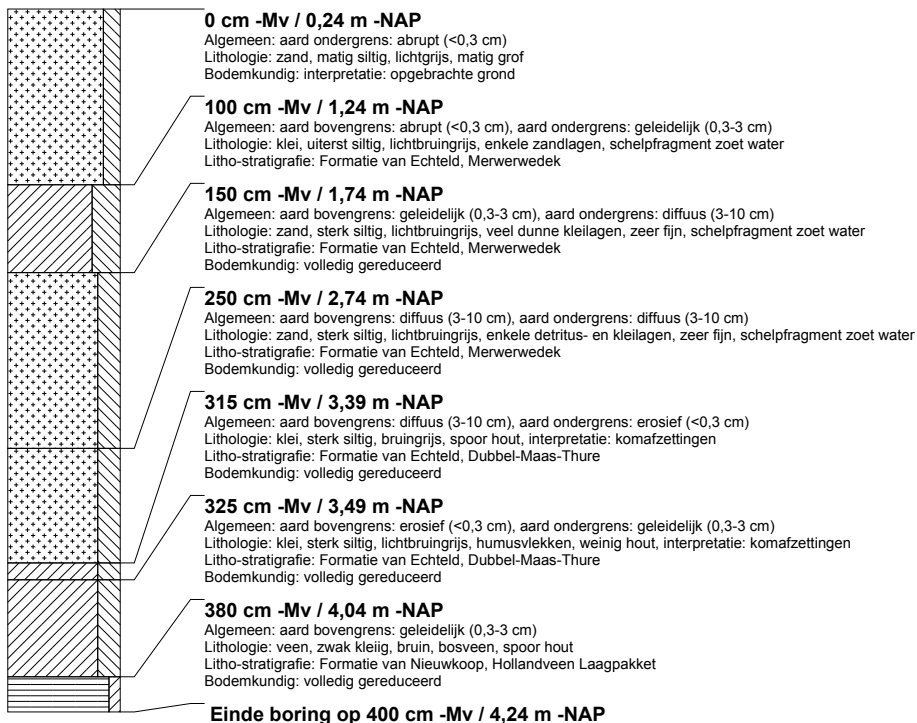 0 cm -Mv / 0,24 m -NAP
Algemeen: aard ondergrens: abrupt (<0,3 cm)
Lithologie: zand, matig siltig, lichtgrijs, matig grof
Bodemkundig: interpretatie: opgebrachte grond
100 cm -Mv / 1,24 m -NAP
Algemeen: aard bovengrens: abrupt (<0,3 cm), aard ondergrens: geleidelijk (0,3-3 cm)
Lithologie: klei, uiterst siltig, lichtbruingrijs, enkele zandlagen, schelpfragment zoet water
Litho-stratigrafie: Formatie van Echteld, Merwerwedek
150 cm -Mv / 1,74 m -NAP
Algemeen: aard bovengrens: geleidelijk (0,3-3 cm), aard ondergrens: diffuus (3-10 cm)
Lithologie: zand, sterk siltig, lichtbruingrijs, veel dunne kleilagen, zeer fijn, schelpfragment zoet water
Litho-stratigrafie: Formatie van Echteld, Merwerwedek
Bodemkundig: volledig gereduceerd
250 cm -Mv / 2,74 m -NAP
Algemeen: aard bovengrens: diffuus (3-10 cm), aard ondergrens: diffuus (3-10 cm)
Lithologie: zand, sterk siltig, lichtbruingrijs, enkele detritus- en kleilagen, zeer fijn, schelpfragment zoet water
Litho-stratigrafie: Formatie van Echteld, Merwerwedek
Bodemkundig: volledig gereduceerd
315 cm -Mv / 3,39 m -NAP
Algemeen: aard bovengrens: diffuus (3-10 cm), aard ondergrens: erosief (<0,3 cm)
Lithologie: klei, sterk siltig, bruingrijs, spoor hout, interpretatie: komafzettingen
Litho-stratigrafie: Formatie van Echteld, Dubbel-Maas-Thure
Bodemkundig: volledig gereduceerd
325 cm -Mv / 3,49 m -NAP
Algemeen: aard bovengrens: erosief (<0,3 cm), aard ondergrens: geleidelijk (0,3-3 cm)
Lithologie: klei, sterk siltig, lichtbruingrijs, humusvlekken, weinig hout, interpretatie: komafzettingen
Litho-stratigrafie: Formatie van Echteld, Dubbel-Maas-Thure
Bodemkundig: volledig gereduceerd
380 cm -Mv / 4,04 m -NAP
Algemeen: aard bovengrens: geleidelijk (0,3-3 cm)
Lithologie: veen, zwak kleiig, bruin, bosveen, spoor hout
Litho-stratigrafie: Formatie van Nieuwkoop, Hollandveen Laagpakket
Bodemkundig: volledig gereduceerd
Einde boring op 400 cm -Mv / 4,24 m -NAP